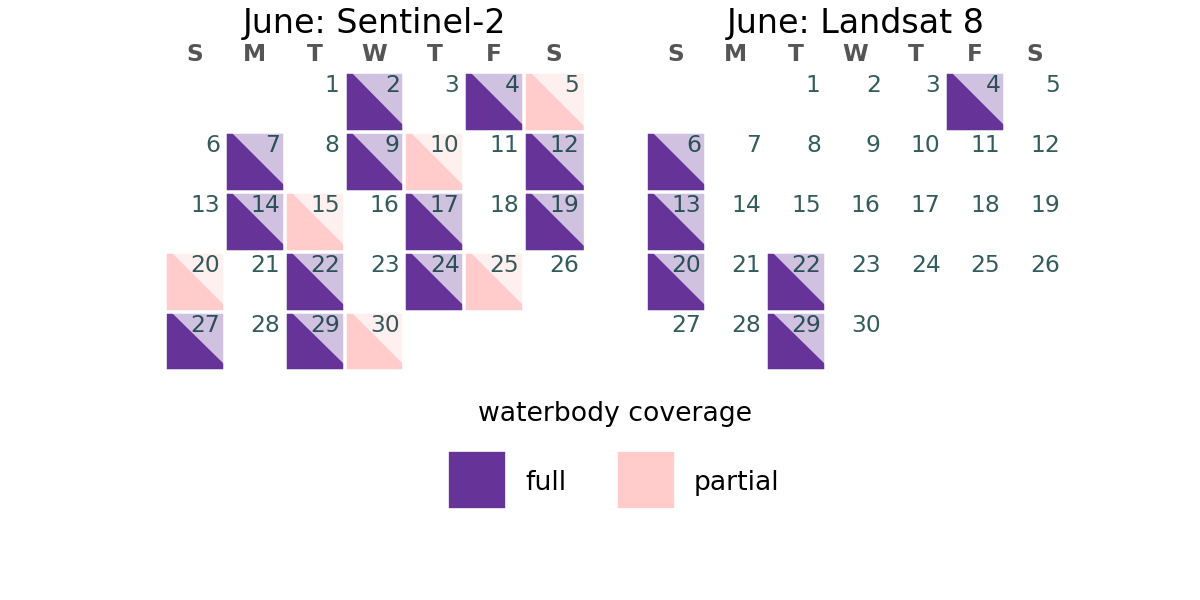 June: Sentinel-2
S M T W T F S
1 2 3 4 5
6 7 8 9 10 11 12
13 14 15 16 17 18 19
20 21 22 23 24 25 26
27 28 29 30
June: Landsat 8
S M T W T F S
1 2 3 4 5
6 7 8 9 10 11 12
13 14 15 16 17 18 19
20 21 22 23 24 25 26
27 28 29 30
waterbody coverage
full partial